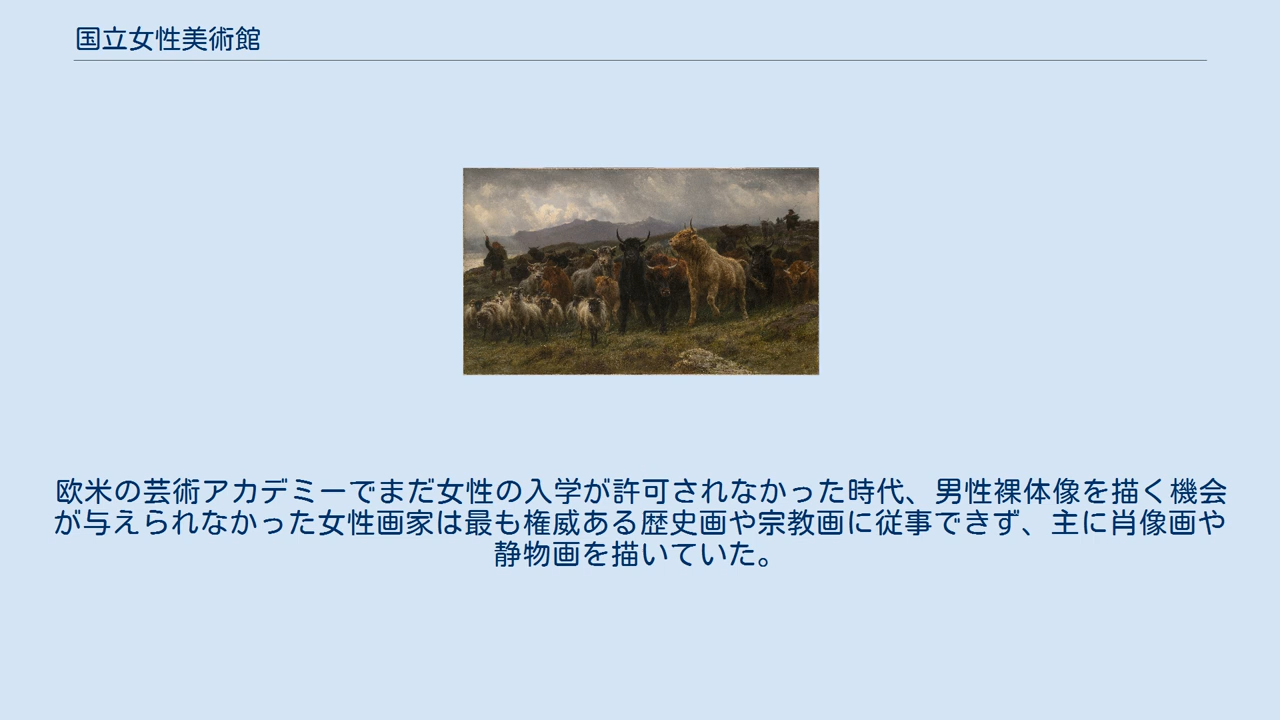 国立女性美術館
欧米の芸術アカデミーでまだ女性の入学が許可されなかった時代、男性裸体像を描く機会
が与えられなかった女性画家は最も権威ある歴史画や宗教画に従事できず、主に肖像画や
静物画を描いていた。